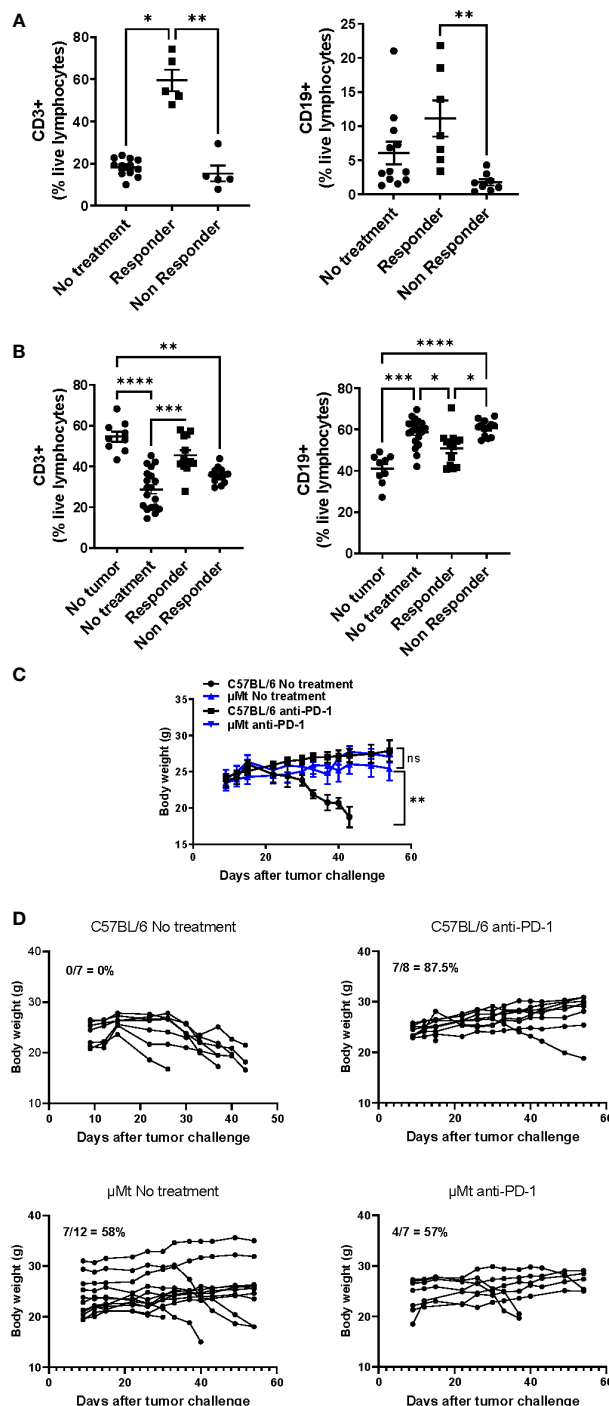 A
*
**
CD3+
(% live lymphocytes)
80
60
40
20
0
No treatment
Responder
Non Responder
**
CD19+
(% live lymphocytes)
25
20
15
10
5
0
No treatment
Responder
Non Responder
B
**
****
***
CD3+
(% live lymphocytes)
80
60
40
20
0
No tumor
No treatment
Responder
Non Responder
****
***
*
*
CD19+
(% live lymphocytes)
80
60
40
20
0
No tumor
No treatment
Responder
Non Responder
C
C57BL/6 No treatment
µMt No treatment
C57BL/6 anti-PD-1
µMt anti-PD-1
Body weight (g)
35
30
25
20
15
0
20
40
60
ns
**
Days after tumor challenge
D
C57BL/6 No treatment
0/7 = 0%
Body weight (g)
40
30
20
10
0
10
20
30
40
50
Days after tumor challenge
C57BL/6 anti-PD-1
7/8 = 87.5%
Body weight (g)
40
30
20
10
0
20
40
60
Days after tumor challenge
µMt No treatment
7/12 = 58%
Body weight (g)
40
30
20
10
0
20
40
60
Days after tumor challenge
µMt anti-PD-1
4/7 = 57%
Body weight (g)
40
30
20
10
0
20
40
60
Days after tumor challenge